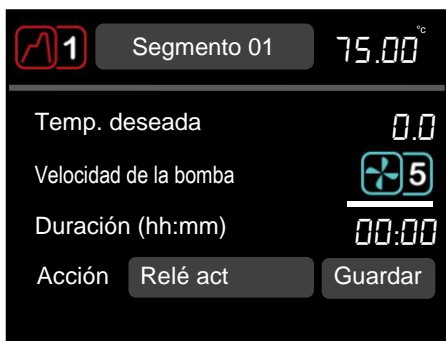 1 Segmento 01 75.00 °c
Temp. deseada 0.0
Velocidad de la bomba 5
Duración (hh:mm) 00:00
Acción Relé act Guardar